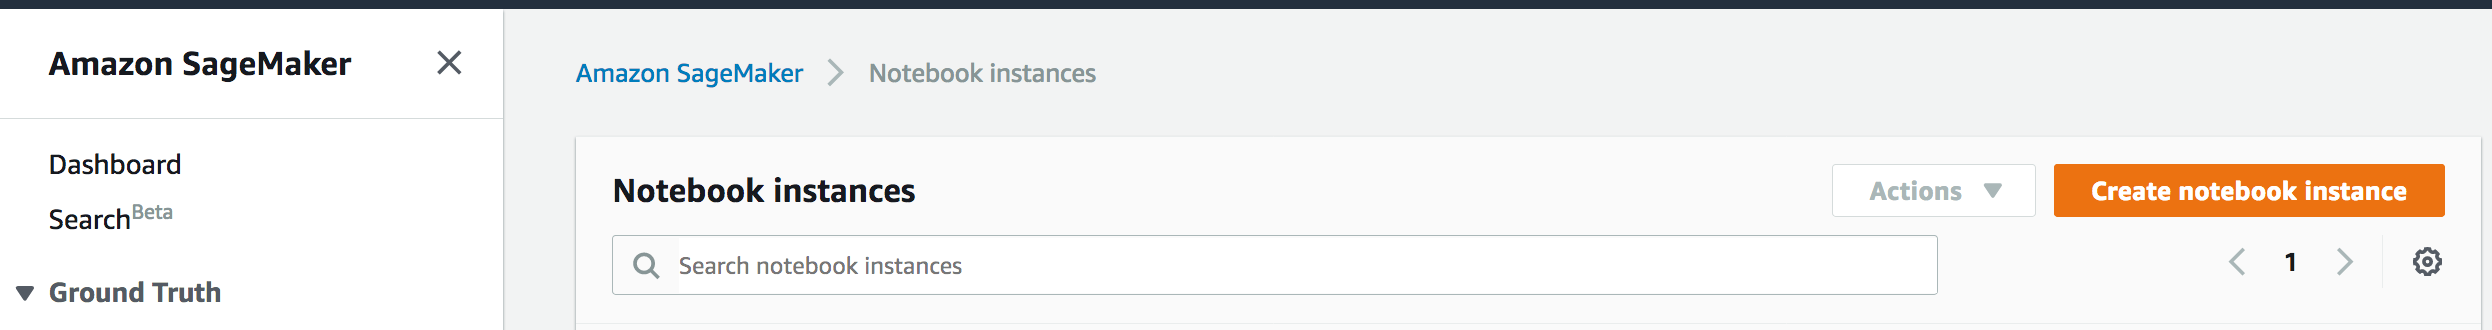 Amazon SageMaker
Dashboard
Search Beta
Ground Truth
Amazon SageMaker > Notebook instances
Notebook instances
Actions
Create notebook instance
Search notebook instances
1